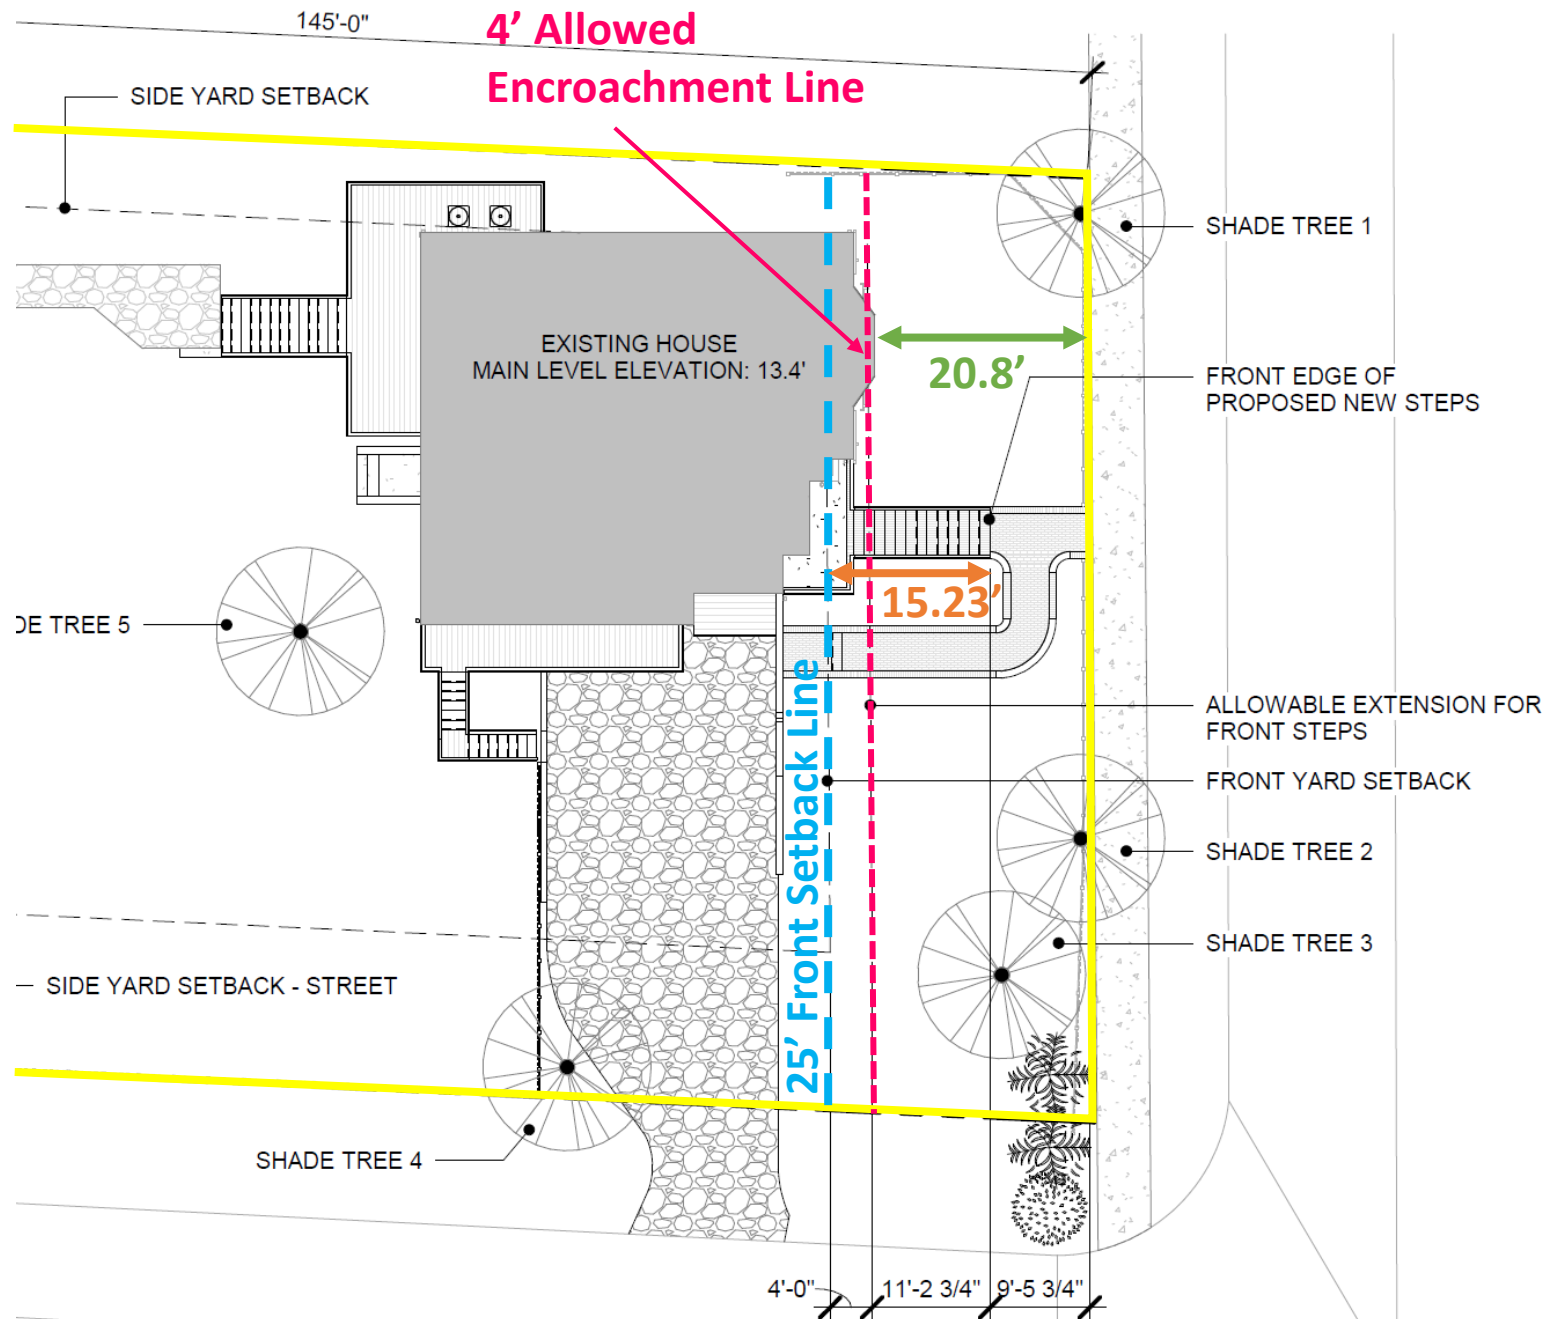 145'-0"
4’ Allowed
Encroachment Line
SIDE YARD SETBACK
SHADE TREE 1
EXISTING HOUSE
MAIN LEVEL ELEVATION: 13.4'
20.8’
FRONT EDGE OF
PROPOSED NEW STEPS
15.23’
DE TREE 5
25’ Front Setback Line
ALLOWABLE EXTENSION FOR
FRONT STEPS
FRONT YARD SETBACK
SHADE TREE 2
SHADE TREE 3
SIDE YARD SETBACK - STREET
SHADE TREE 4
4'-0"
11'-2 3/4"
9'-5 3/4"